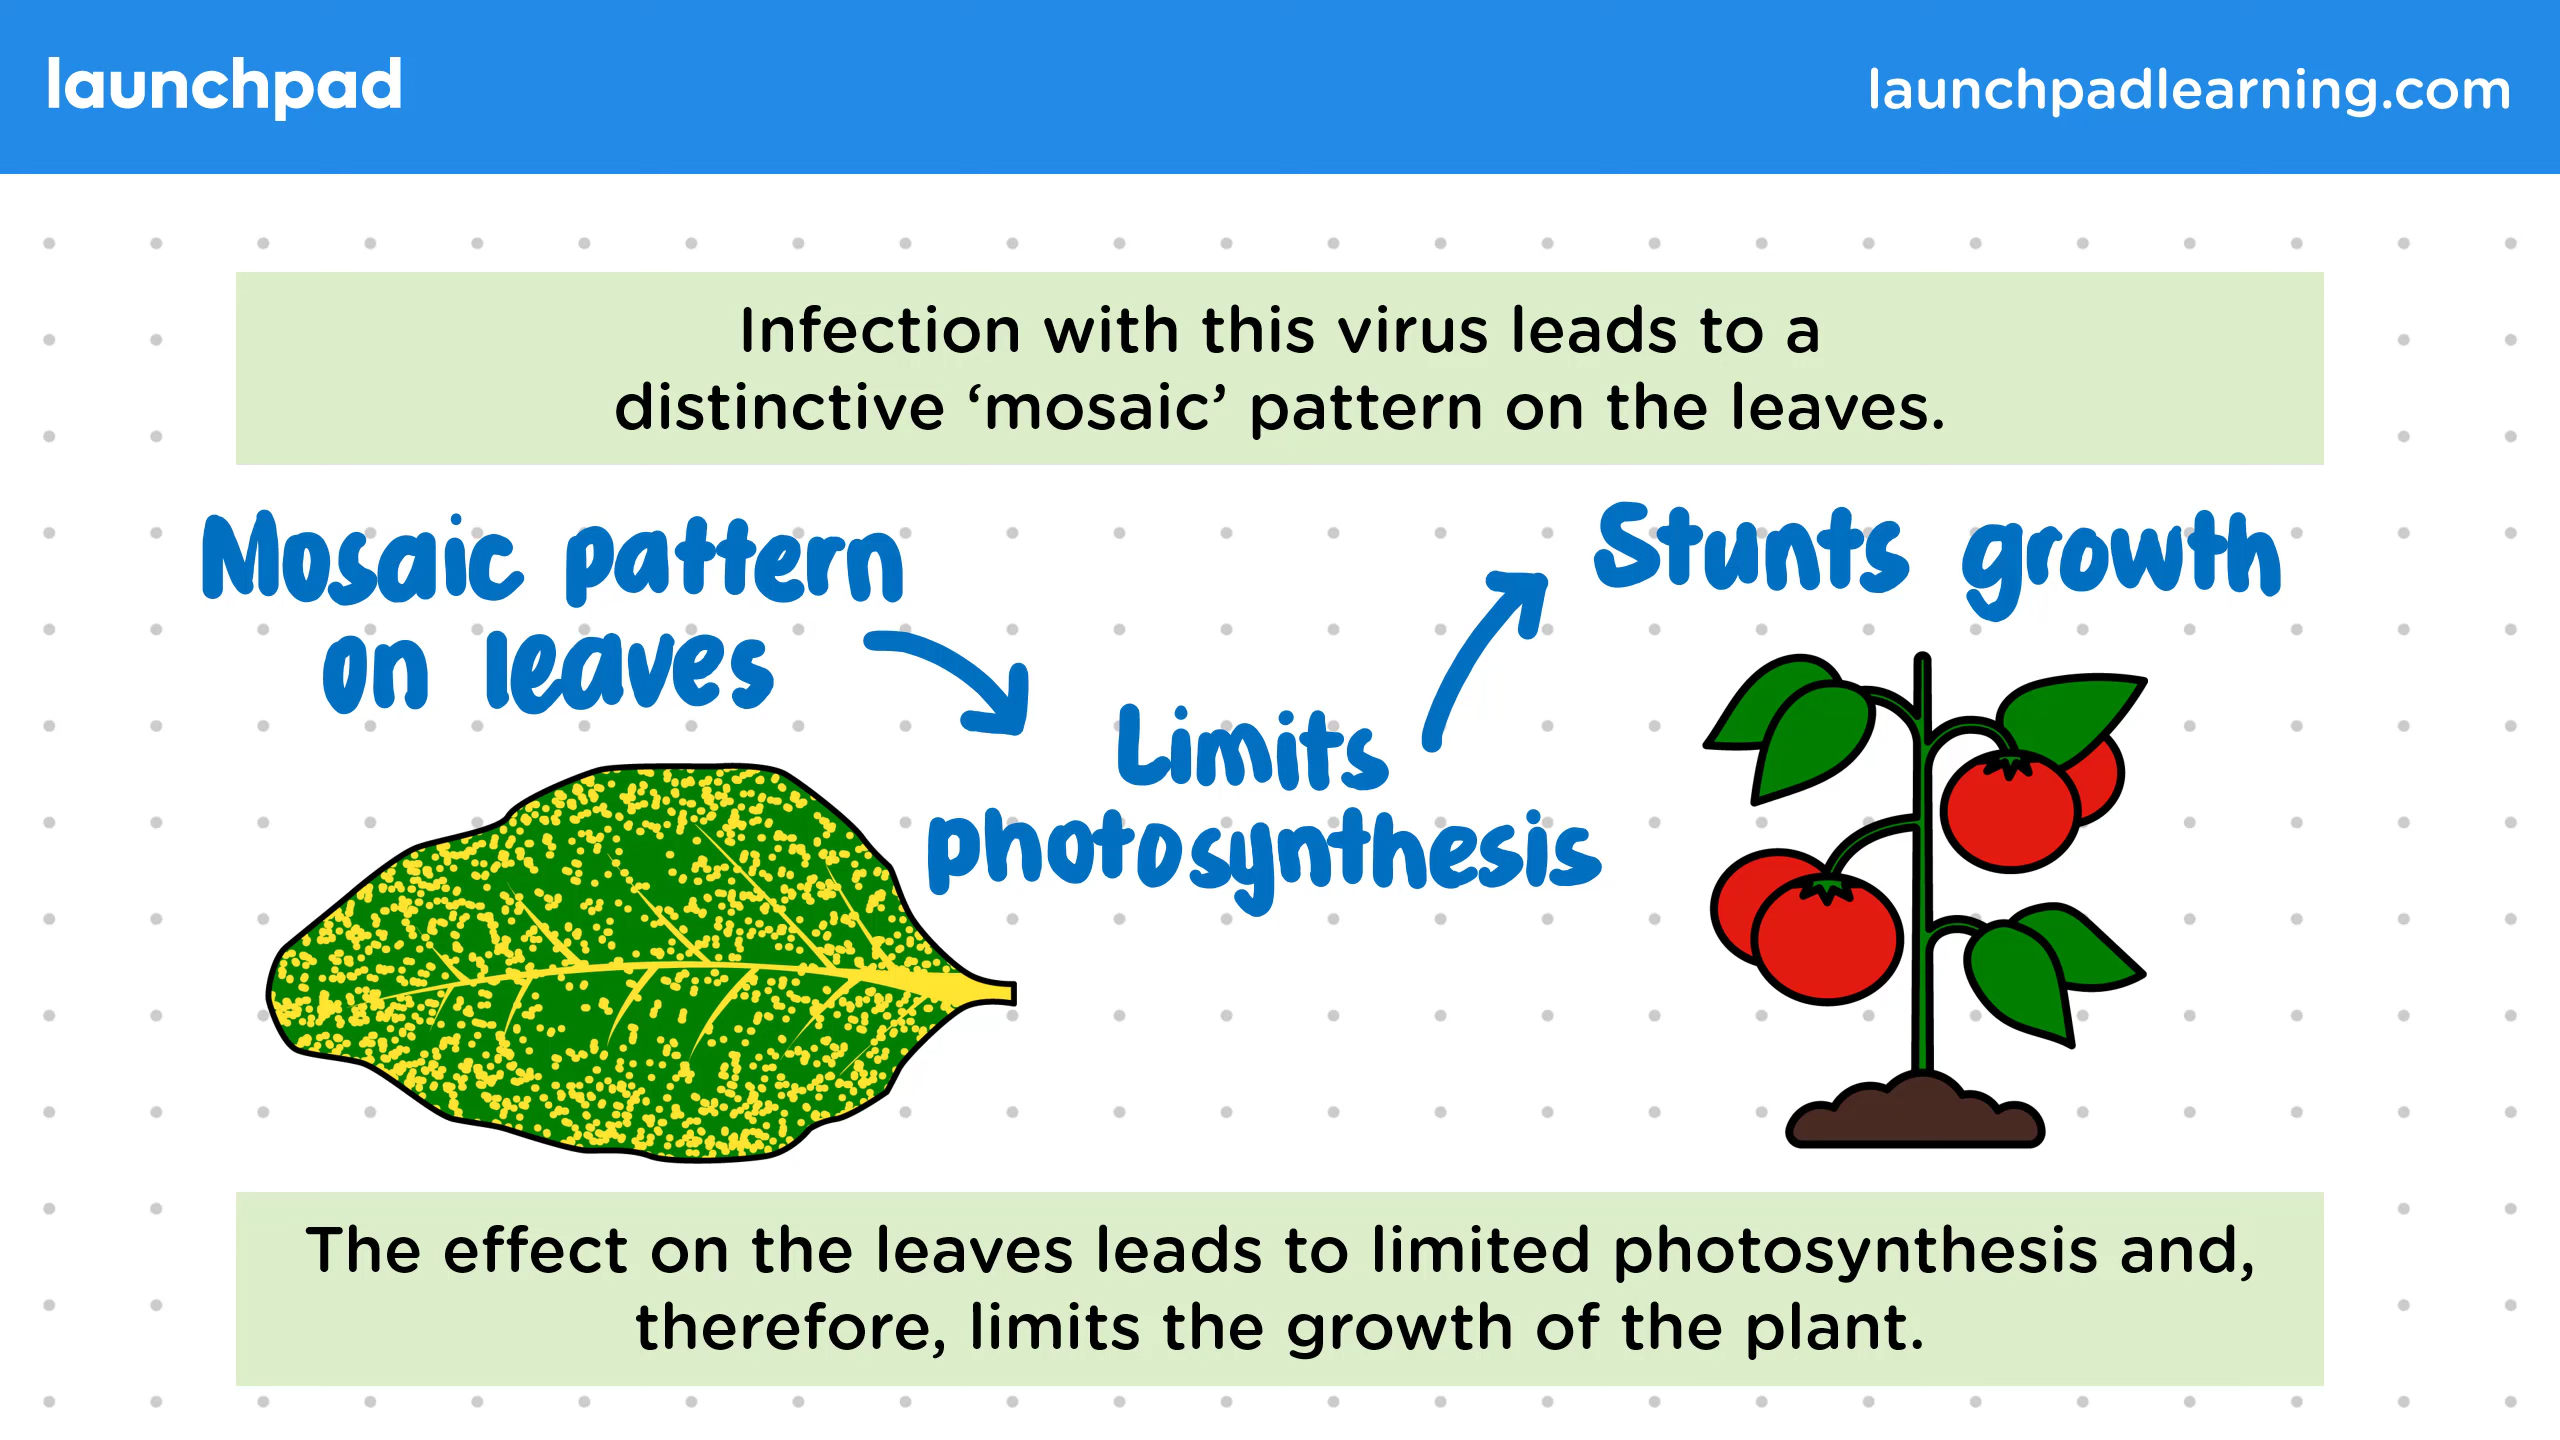 launchpad
launchpadlearning.com
Infection with this virus leads to a
distinctive ‘mosaic’ pattern on the leaves.
Mosaic pattern
on leaves
Limits
photosynthesis
Stunts growth
The effect on the leaves leads to limited photosynthesis and,
therefore, limits the growth of the plant.